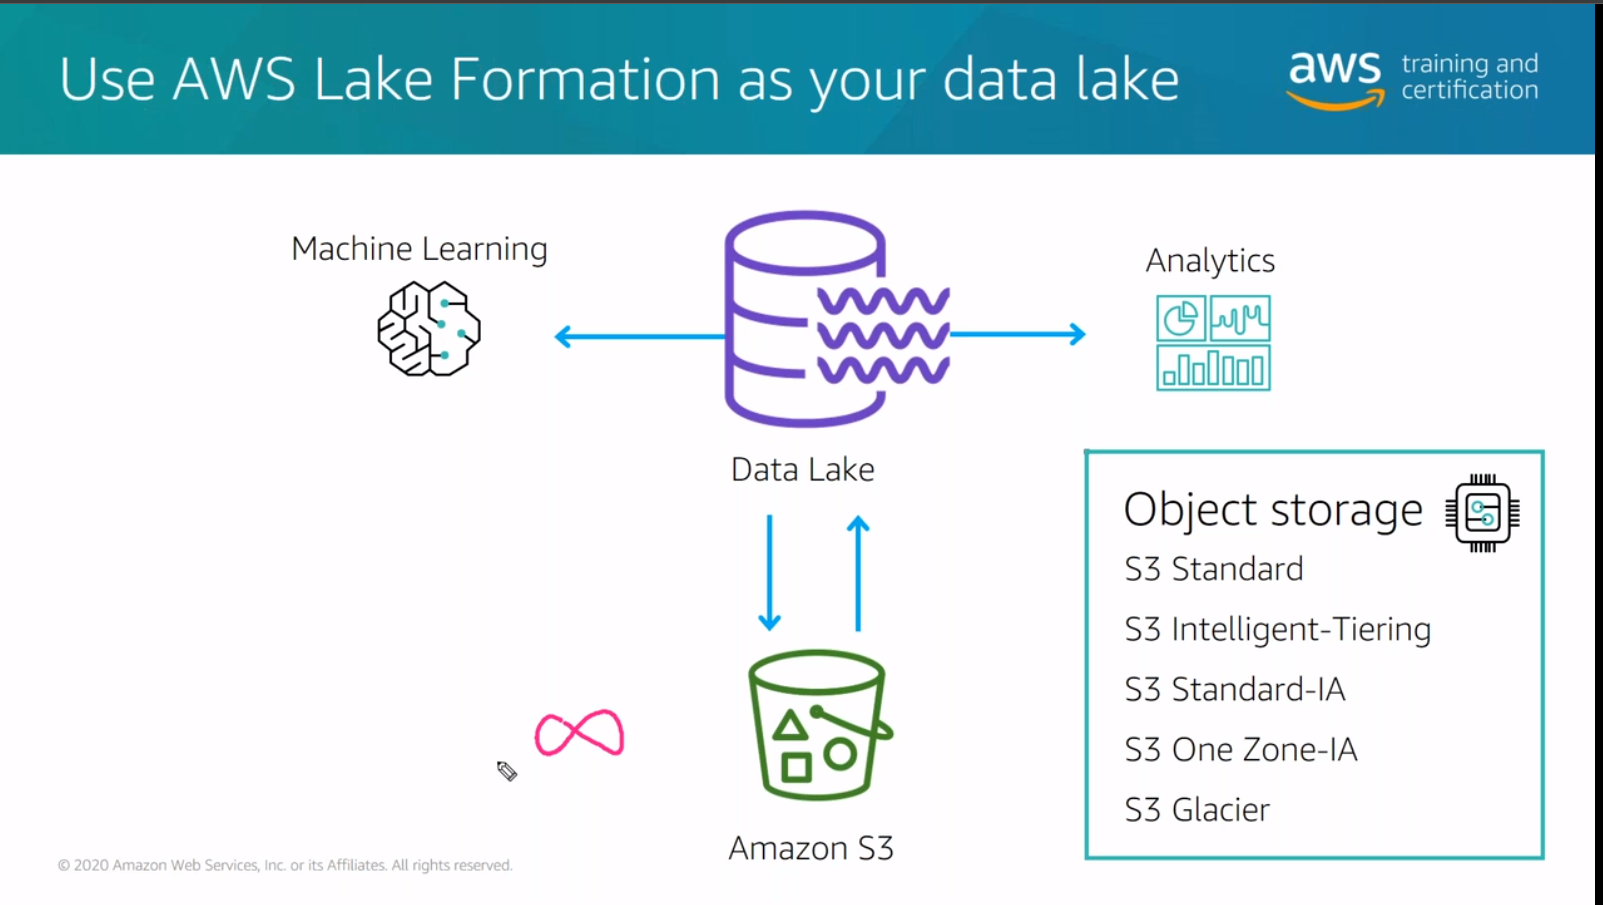 Use AWS Lake Formation as your data lake
aws training and
certification
Machine Learning
Analytics
Data Lake
Object storage
S3 Standard
S3 Intelligent-Tiering
S3 Standard-IA
S3 One Zone-IA
S3 Glacier
Amazon S3
© 2020 Amazon Web Services, Inc. or its Affiliates. All rights reserved.